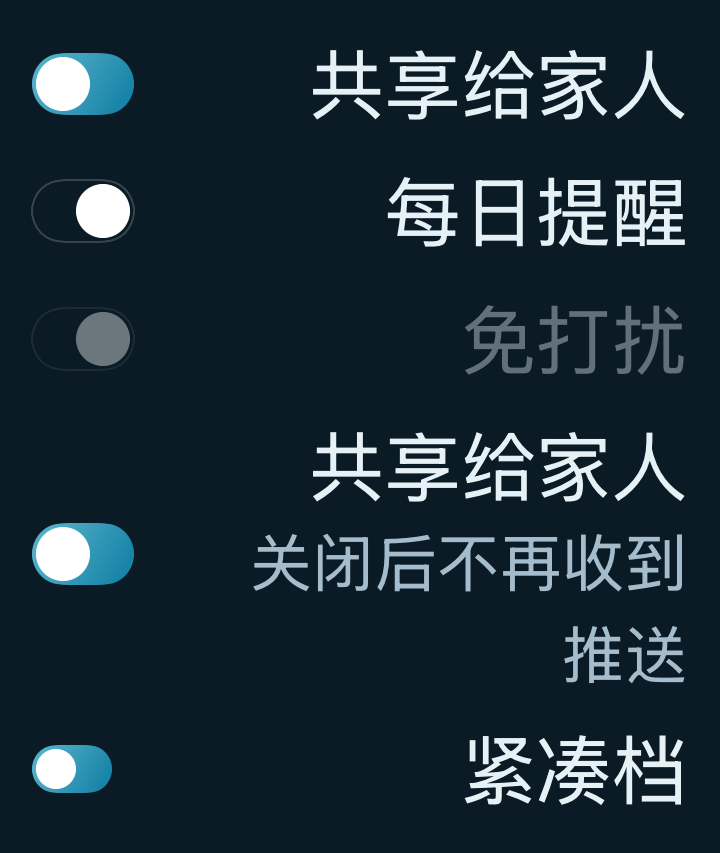 共享给家人
每日提醒
免打扰
共享给家人
关闭后不再收到
推送
紧凑档